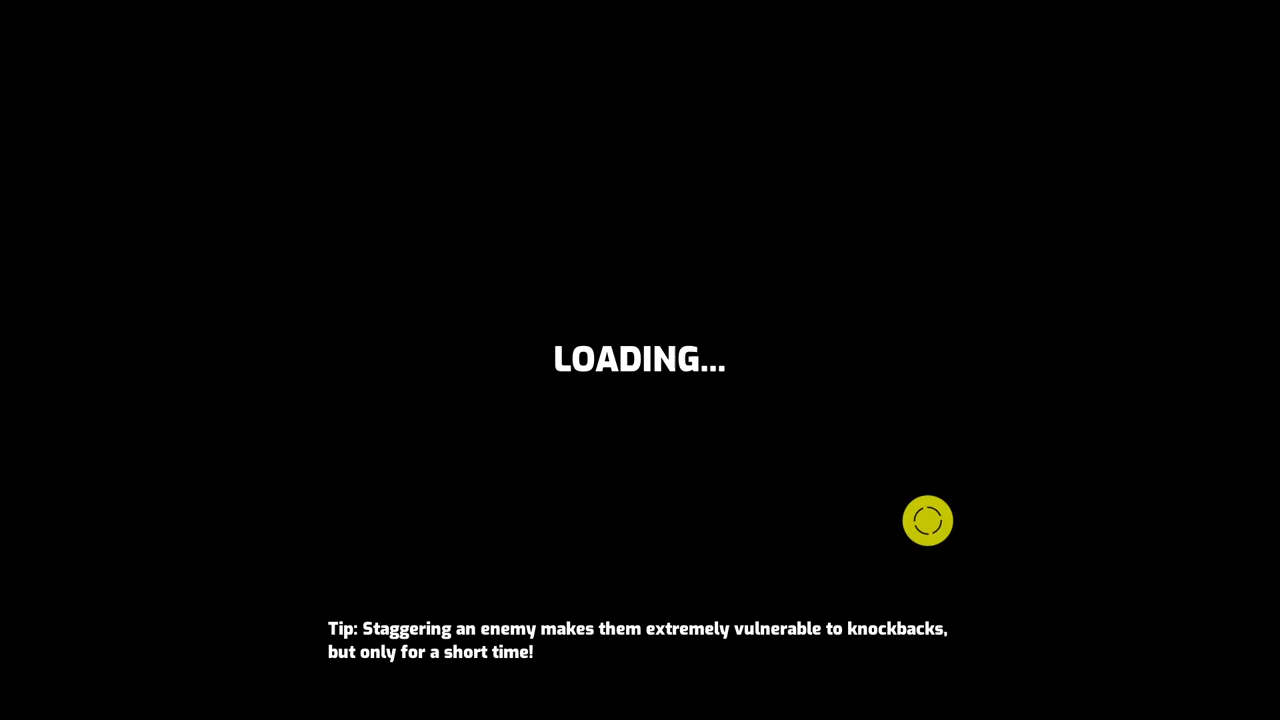 LOADING...
Tip: Staggering an enemy makes them extremely vulnerable to knockbacks,
but only for a short time!